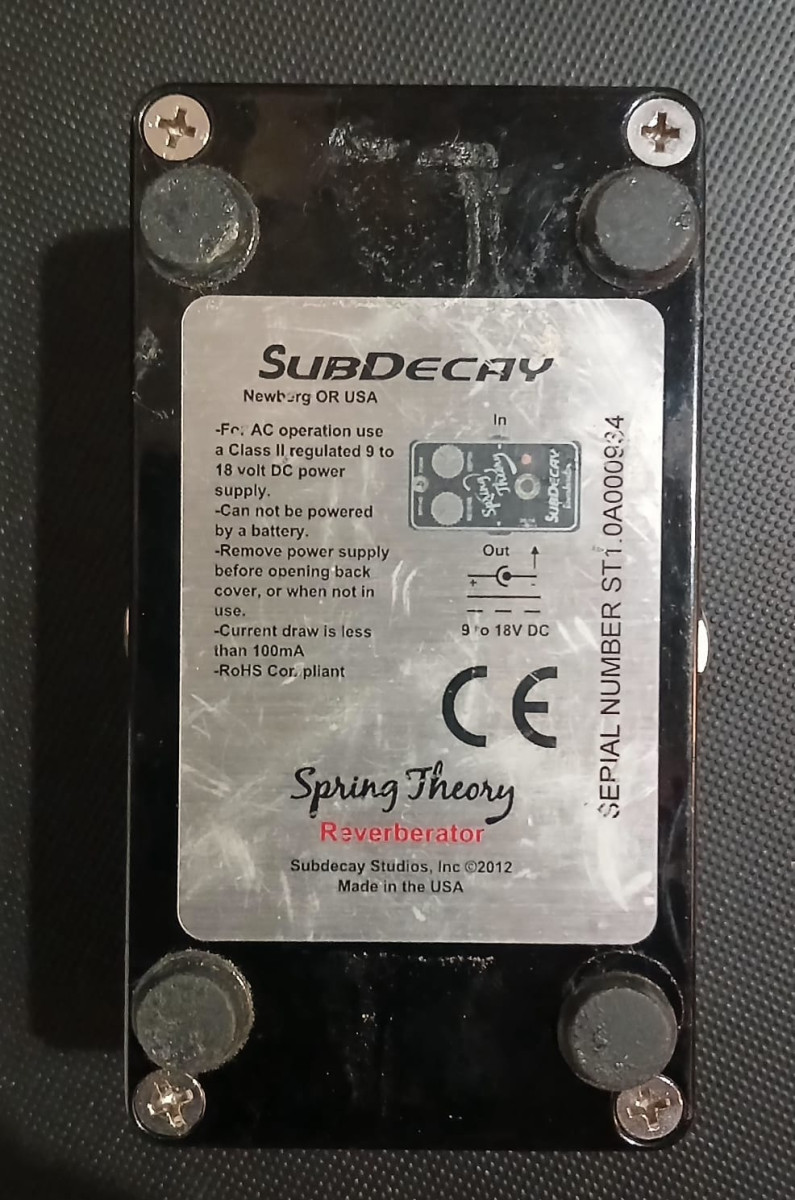 SUBDECAY
Newberg OR USA
-For AC operation use
a Class II regulated 9 to
18 volt DC power
supply.
-Can not be powered
by a battery.
-Remove power supply
before opening back
cover, or when not in
use.
-Current draw is less
than 100mA
-RoHS Compliant
In
Spring
Theory
SUBDECAY
Out
+ -
9 to 18V DC
CE
SERIAL NUMBER ST1.0A000934
Spring Theory
Reverberator
Subdecay Studios, Inc ©2012
Made in the USA